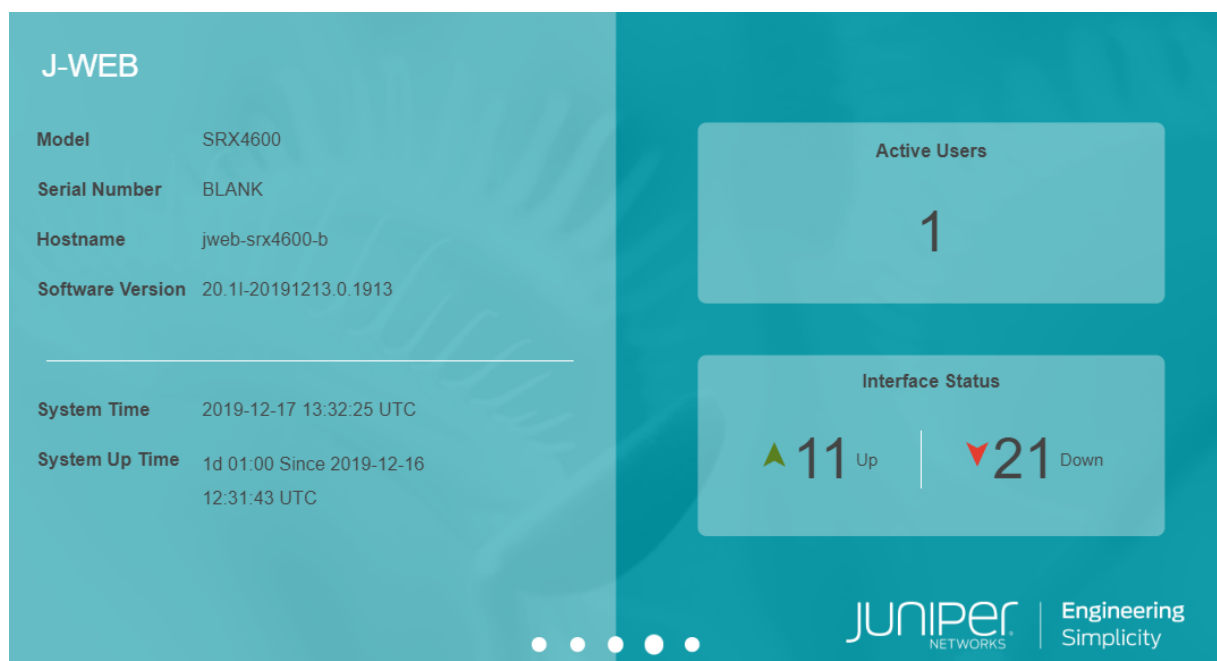 J-WEB
Model SRX4600
Serial Number BLANK
Hostname jweb-srx4600-b
Software Version 20.1I-20191213.0.1913
System Time 2019-12-17 13:32:25 UTC
System Up Time 1d 01:00 Since 2019-12-16
12:31:43 UTC
Active Users
1
Interface Status
11 Up 21 Down
JUNIPER
NETWORKS
Engineering
Simplicity